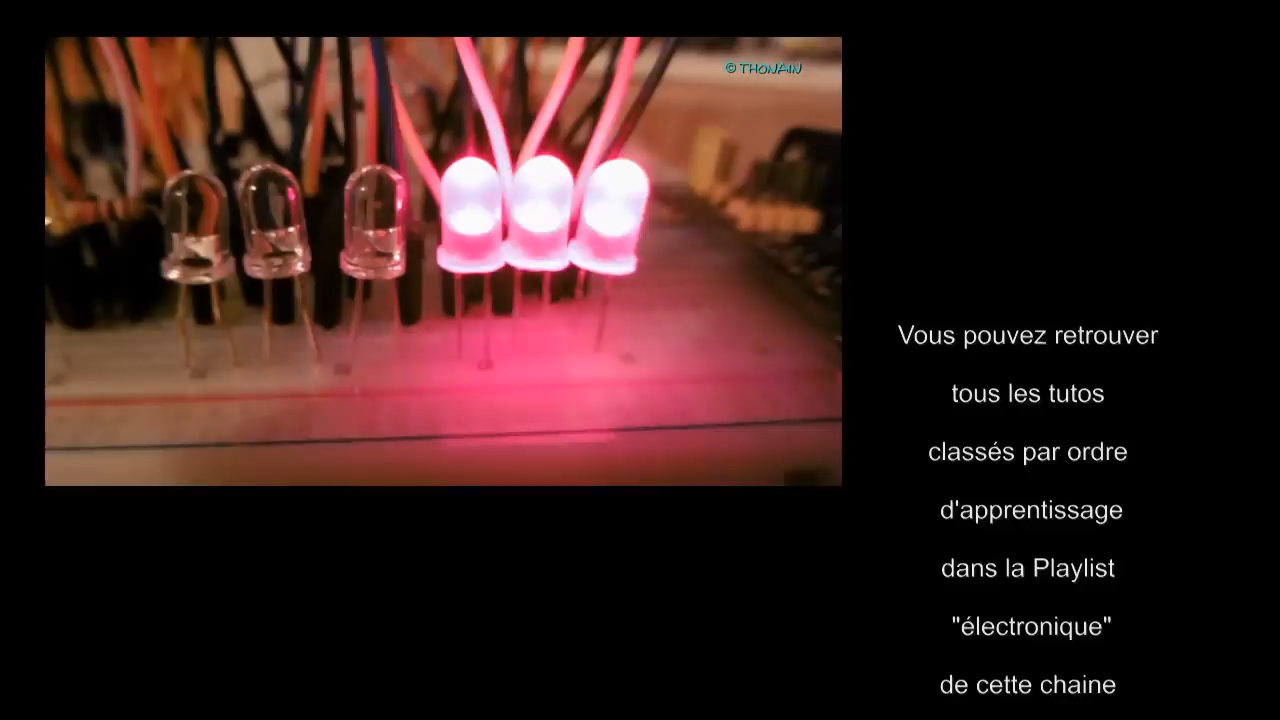 © THONAIN
Vous pouvez retrouver
tous les tutos
classés par ordre
d'apprentissage
dans la Playlist
"électronique"
de cette chaine